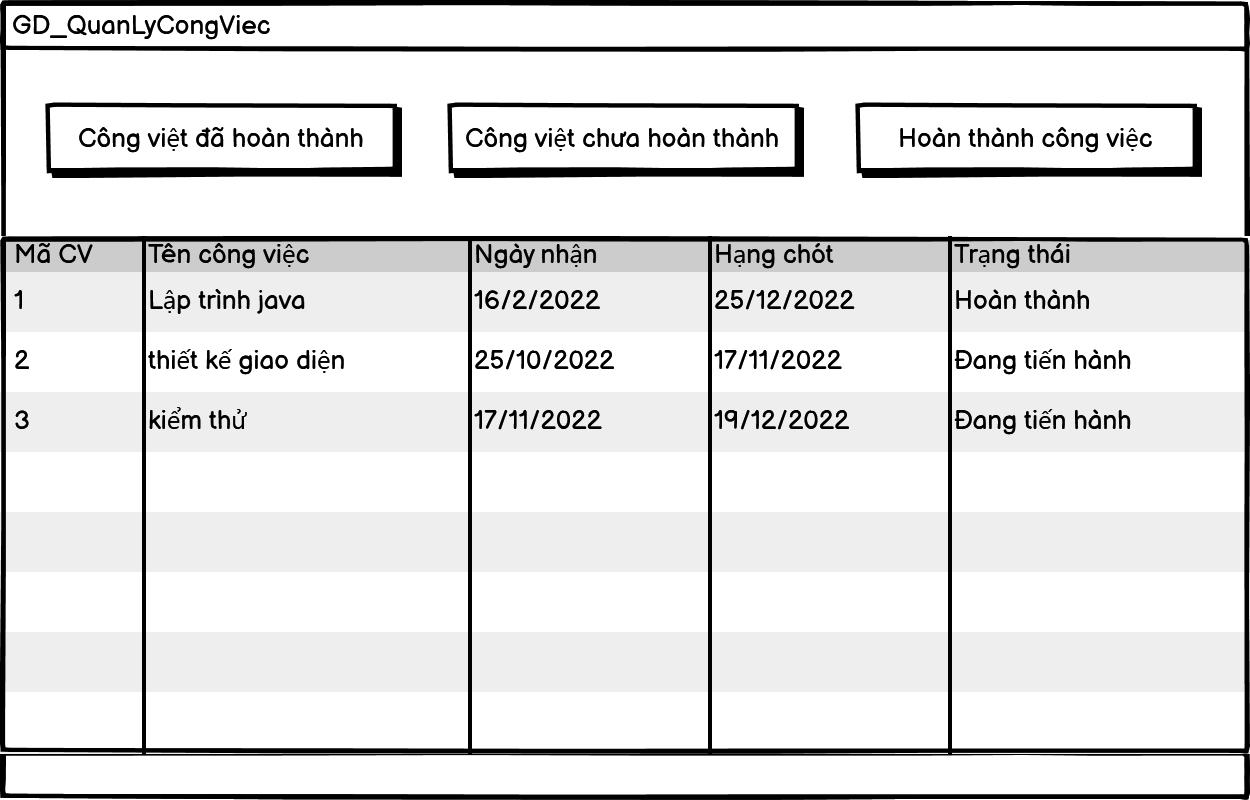 GD_QuanLyCongViec
Công việt đã hoàn thành Công việt chưa hoàn thành Hoàn thành công việc
Mã CV Tên công việc Ngày nhận Hạng chót Trạng thái
1 Lập trình java 16/2/2022 25/12/2022 Hoàn thành
2 thiết kế giao diện 25/10/2022 17/11/2022 Đang tiến hành
3 kiểm thử 17/11/2022 19/12/2022 Đang tiến hành